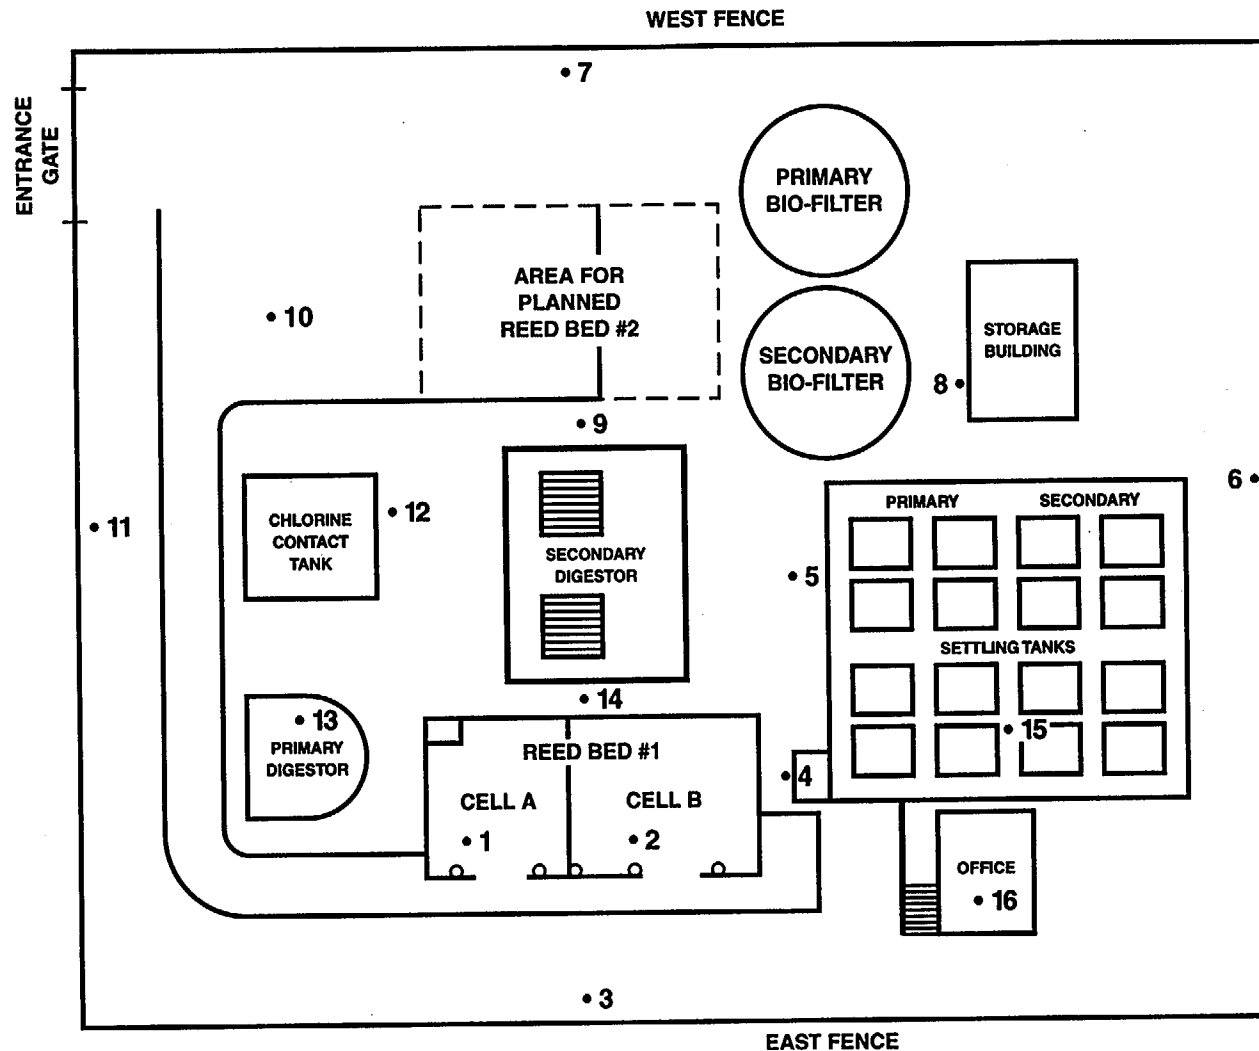 WEST FENCE
7
ENTRANCE
GATE
PRIMARY
BIO-FILTER
AREA FOR
PLANNED
REED BED #2
10
STORAGE
BUILDING
SECONDARY
BIO-FILTER
8
9
6
PRIMARY
SECONDARY
12
11
CHLORINE
CONTACT
TANK
SECONDARY
DIGESTOR
5
SETTLING TANKS
14
13
PRIMARY
DIGESTOR
15
REED BED #1
4
CELL A
CELL B
1
2
OFFICE
16
3
EAST FENCE